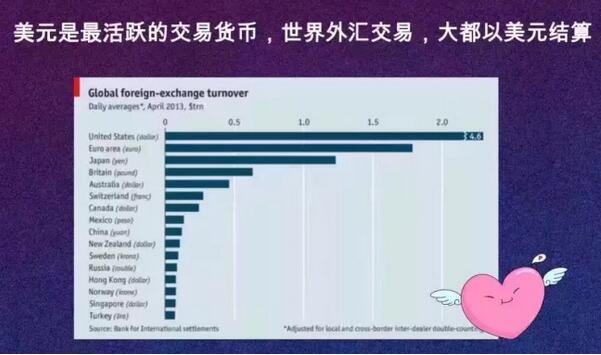 美元是最活跃的交易货币，世界外汇交易，大都以美元结算
Global foreign-exchange turnover
Daily averages*, April 2013, $trn
0 0.5 1.0 1.5 2.0
United States (dollar) 4.6
Euro area (euro)
Japan (yen)
Britain (pound)
Australia (dollar)
Switzerland (franc)
Canada (dollar)
Mexico (peso)
China (yuan)
New Zealand (dollar)
Sweden (krona)
Russia (rouble)
Hong Kong (dollar)
Norway (krone)
Singapore (dollar)
Turkey (lira)
Source: Bank for International settlements *Adjusted for local and cross-border inter-dealer double-counting